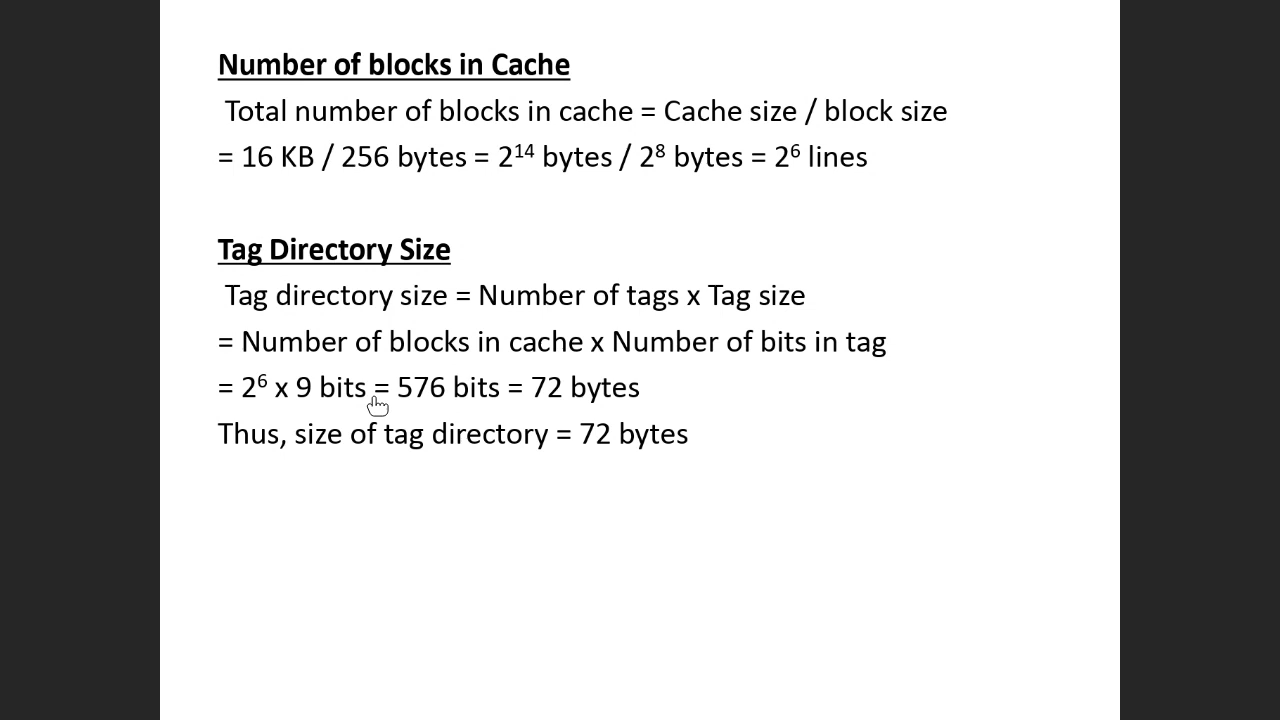 Number of blocks in Cache
Total number of blocks in cache = Cache size / block size
= 16 KB / 256 bytes = 2¹⁴ bytes / 2⁸ bytes = 2⁶ lines
Tag Directory Size
Tag directory size = Number of tags x Tag size
= Number of blocks in cache x Number of bits in tag
= 2⁶ x 9 bits = 576 bits = 72 bytes
Thus, size of tag directory = 72 bytes